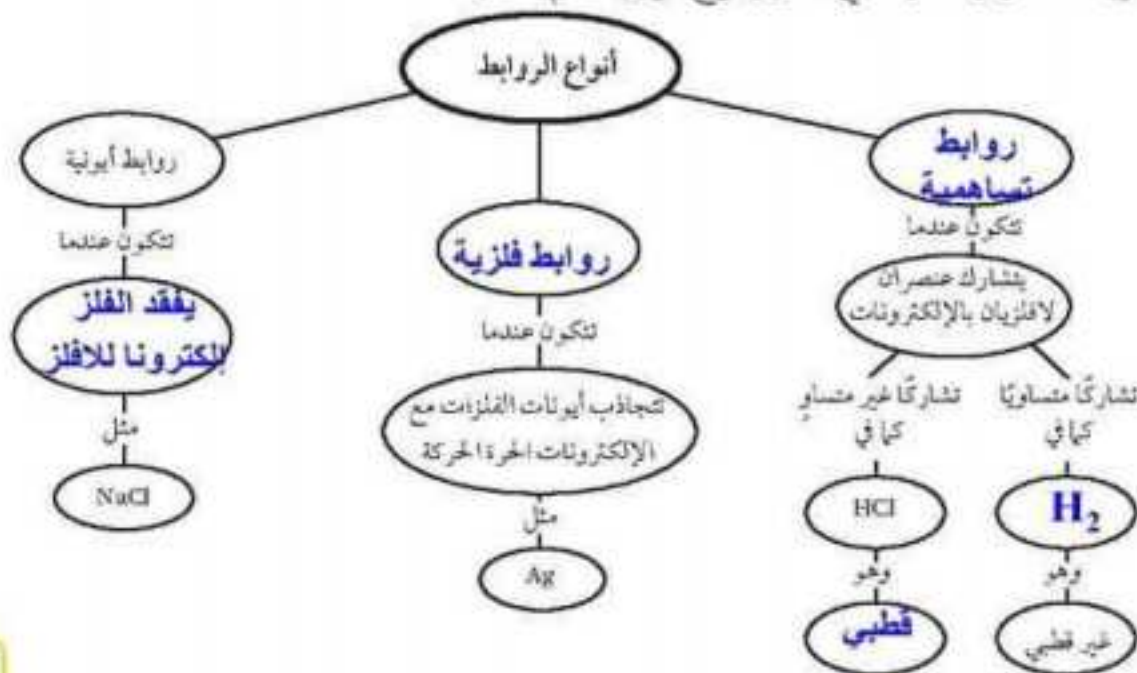 أنواع الروابط
روابط
تساهمية
تتكون عندما
يتشارك عنصران
لافلزيان بالإلكترونات
تشاركًا متساويًا
كما في
H₂
وهو
غير قطبي
تشاركًا غير متساوٍ
كما في
HCl
وهو
قطبي
روابط فلزية
تتكون عندما
تتجاذب أيونات الفلزات مع
الإلكترونات الحرة الحركة
مثل
Ag
روابط أيونية
تتكون عندما
يفقد الفلز
إلكترونا للافلز
مثل
NaCl